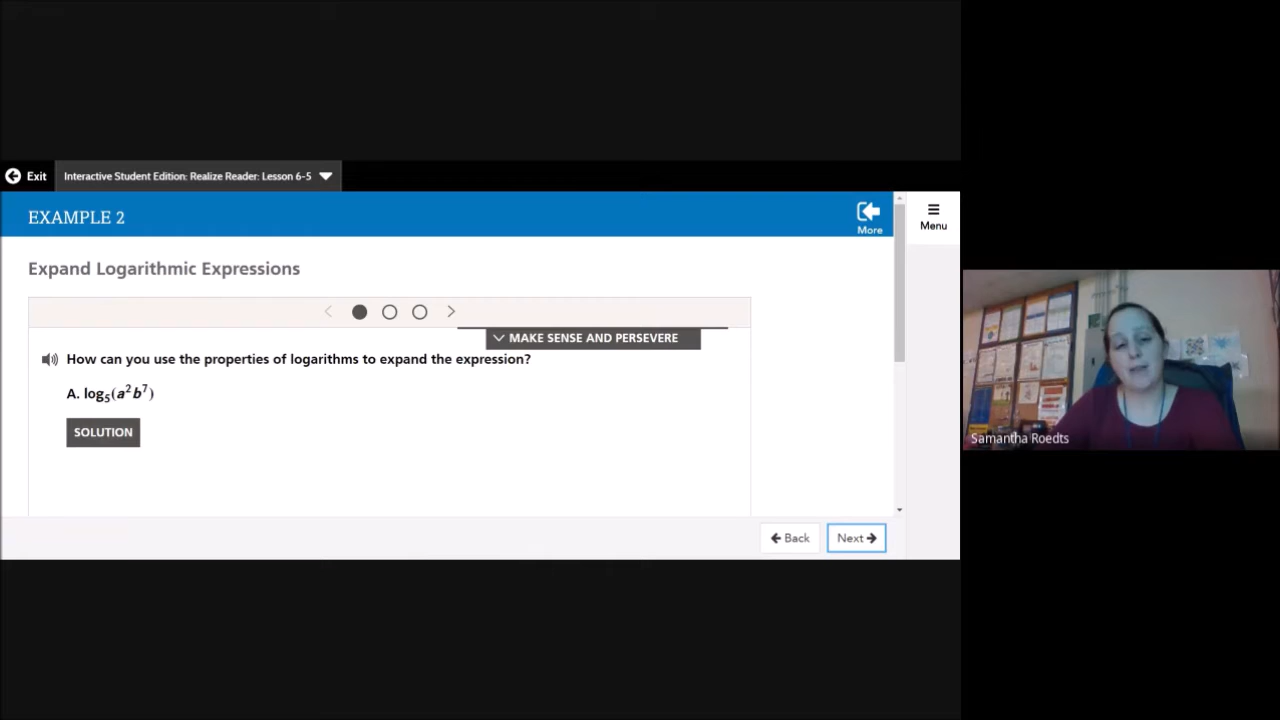 Exit
Interactive Student Edition: Realize Reader: Lesson 6-5
EXAMPLE 2
More
Menu
Expand Logarithmic Expressions
MAKE SENSE AND PERSEVERE
How can you use the properties of logarithms to expand the expression?
A. log₅(a²b⁷)
SOLUTION
Samantha Roedts
Back
Next